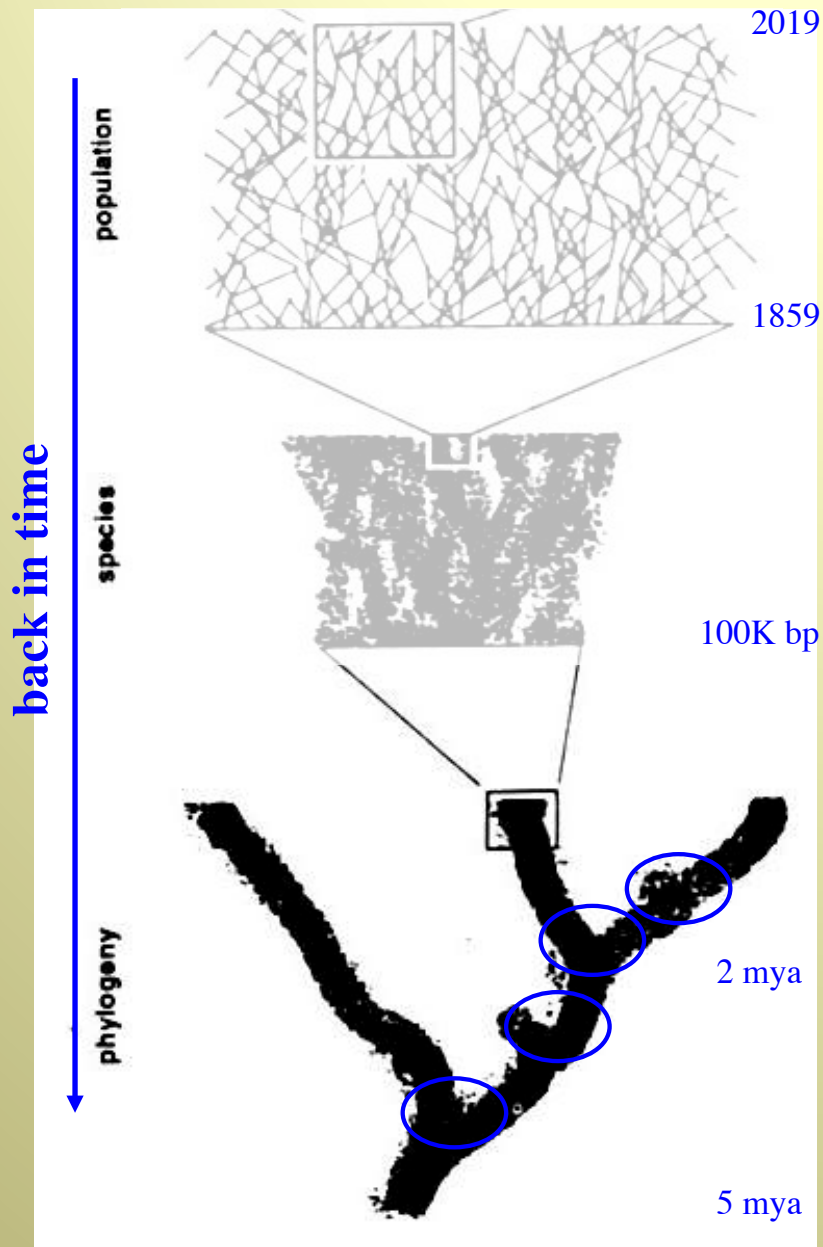 2019
population
1859
back in time
species
100K bp
phylogeny
2 mya
5 mya